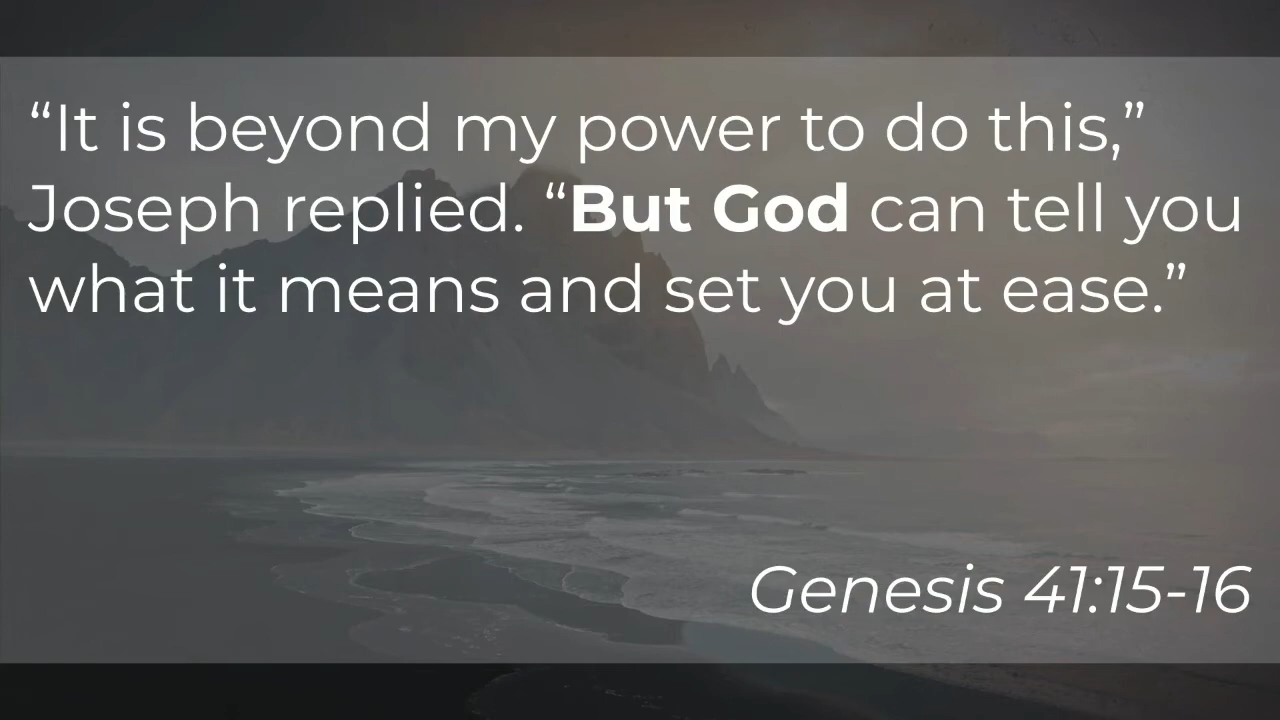 “It is beyond my power to do this,”
Joseph replied. “But God can tell you
what it means and set you at ease.”
Genesis 41:15-16